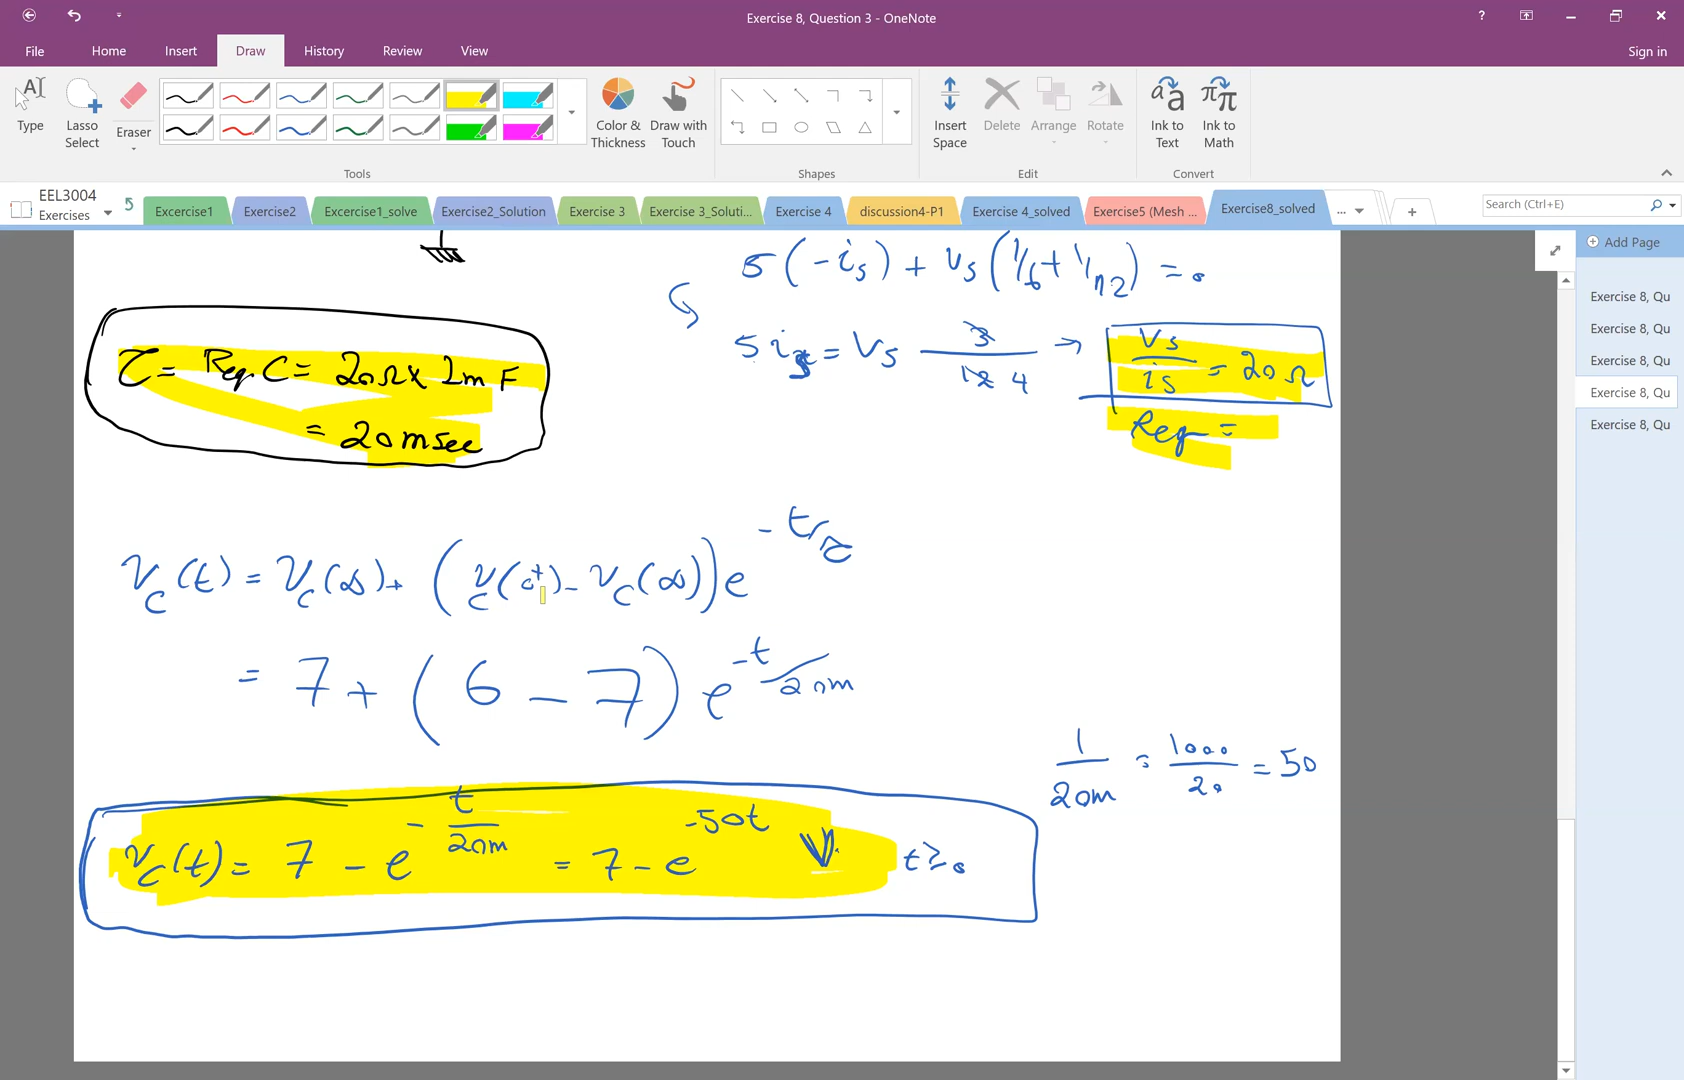 Exercise 8, Question 3 - OneNote
File Home Insert Draw History Review View Sign in
Type
Lasso Select
Eraser
Color & Thickness
Draw with Touch
Insert Space
Delete
Arrange
Rotate
Ink to Text
Ink to Math
Tools Shapes Edit Convert
EEL3004 Exercises
Excercise1 Exercise2 Excercise1_solve Exercise2_Solution Exercise 3 Exercise 3_Soluti... Exercise 4 discussion4-P1 Exercise 4_solved Exercise5 (Mesh ... Exercise8_solved ...
Search (Ctrl+E)
Add Page
Exercise 8, Qu
Exercise 8, Qu
Exercise 8, Qu
Exercise 8, Qu
Exercise 8, Qu
5(-is) + Vs(1/6 + 1/12) = 0
5 is = Vs 3/12 4 → Vs/is = 20Ω
Req =
τ = Req C = 20Ω × 1m F
= 20 msec
Vc(t) = Vc(∞) + (Vc(0⁺) - Vc(∞)) e^-t/τ
= 7 + (6 - 7) e^-t/20m
1/20m = 1000/20 = 50
Vc(t) = 7 - e^-t/20m = 7 - e^-50t V. t ≥ 0